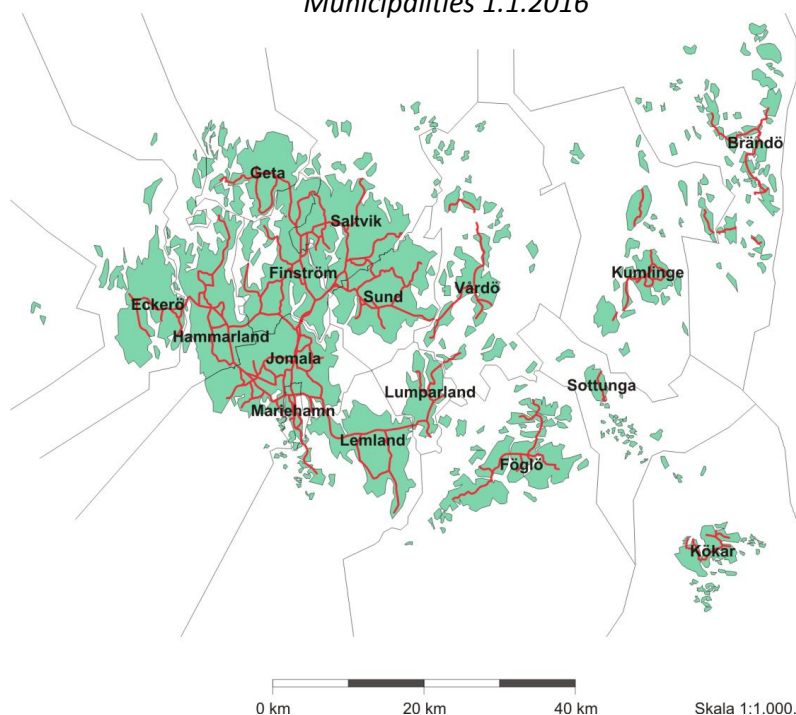 Municipalities 1.1.2016
Brändö
Geta
Saltvik
Finström
Kumlinge
Eckerö
Sund
Vårdö
Hammarland
Jomala
Sottunga
Lumparland
Mariehamn
Lemland
Föglö
Kökar
0 km 20 km 40 km Skala 1:1.000.